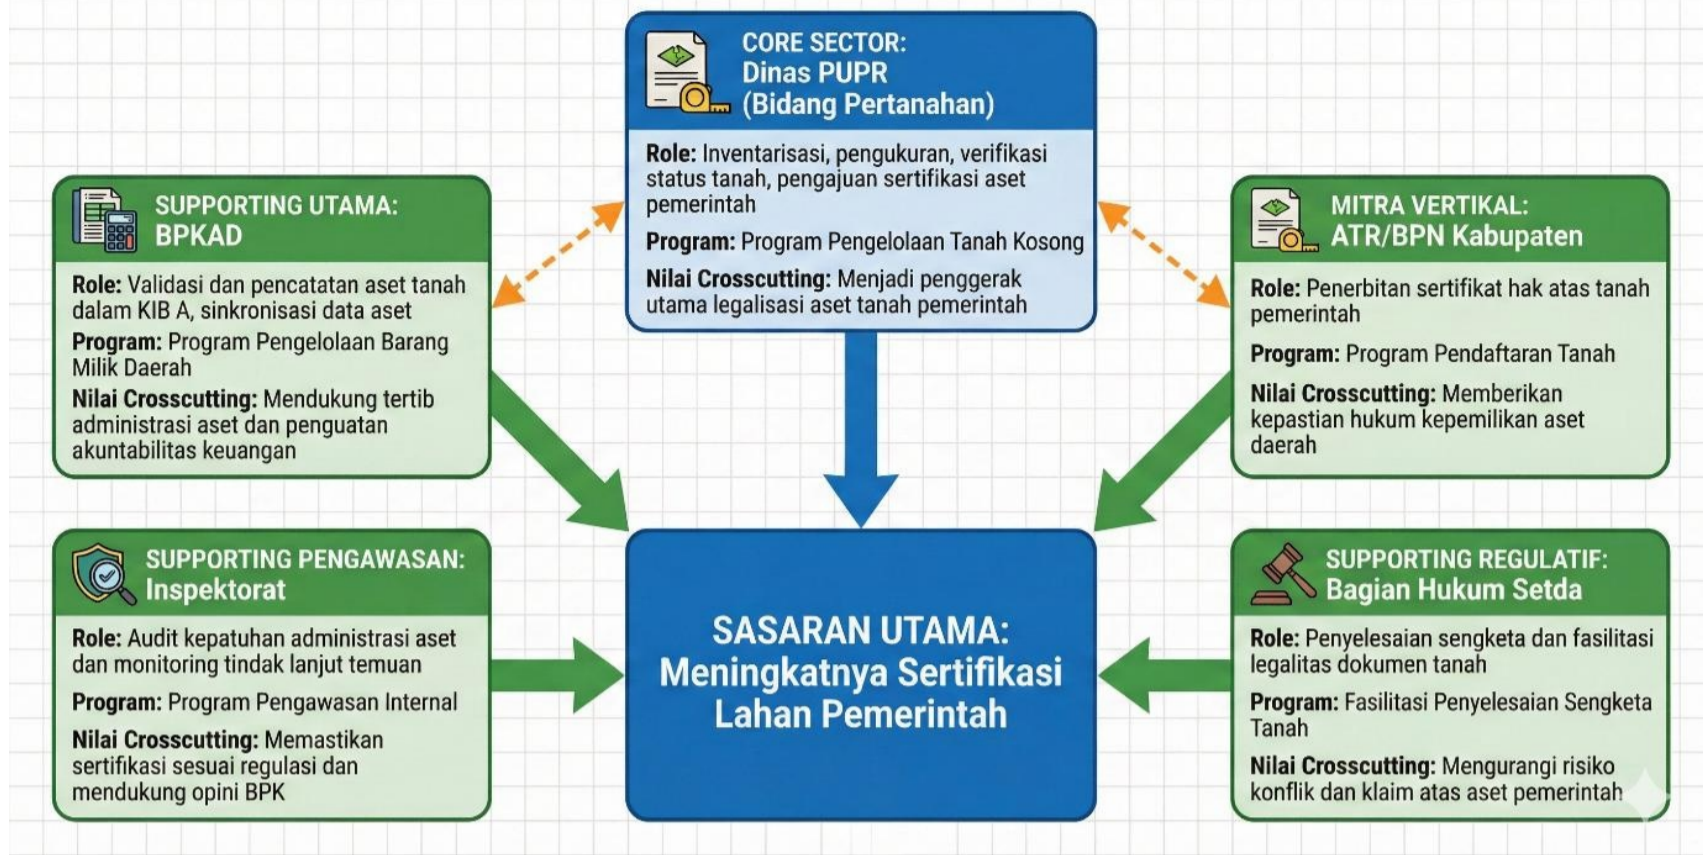 CORE SECTOR:
Dinas PUPR
(Bidang Pertanahan)
Role: Inventarisasi, pengukuran, verifikasi
status tanah, pengajuan sertifikasi aset
pemerintah
Program: Program Pengelolaan Tanah Kosong
Nilai Crosscutting: Menjadi penggerak
utama legalisasi aset tanah pemerintah
SUPPORTING UTAMA:
BPKAD
Role: Validasi dan pencatatan aset tanah
dalam KIB A, sinkronisasi data aset
Program: Program Pengelolaan Barang
Milik Daerah
Nilai Crosscutting: Mendukung tertib
administrasi aset dan penguatan
akuntabilitas keuangan
MITRA VERTIKAL:
ATR/BPN Kabupaten
Role: Penerbitan sertifikat hak atas tanah
pemerintah
Program: Program Pendaftaran Tanah
Nilai Crosscutting: Memberikan
kepastian hukum kepemilikan aset
daerah
SUPPORTING PENGAWASAN:
Inspektorat
Role: Audit kepatuhan administrasi aset
dan monitoring tindak lanjut temuan
Program: Program Pengawasan Internal
Nilai Crosscutting: Memastikan
sertifikasi sesuai regulasi dan
mendukung opini BPK
SASARAN UTAMA:
Meningkatnya Sertifikasi
Lahan Pemerintah
SUPPORTING REGULATIF:
Bagian Hukum Setda
Role: Penyelesaian sengketa dan fasilitasi
legalitas dokumen tanah
Program: Fasilitasi Penyelesaian Sengketa
Tanah
Nilai Crosscutting: Mengurangi risiko
konflik dan klaim atas aset pemerintah